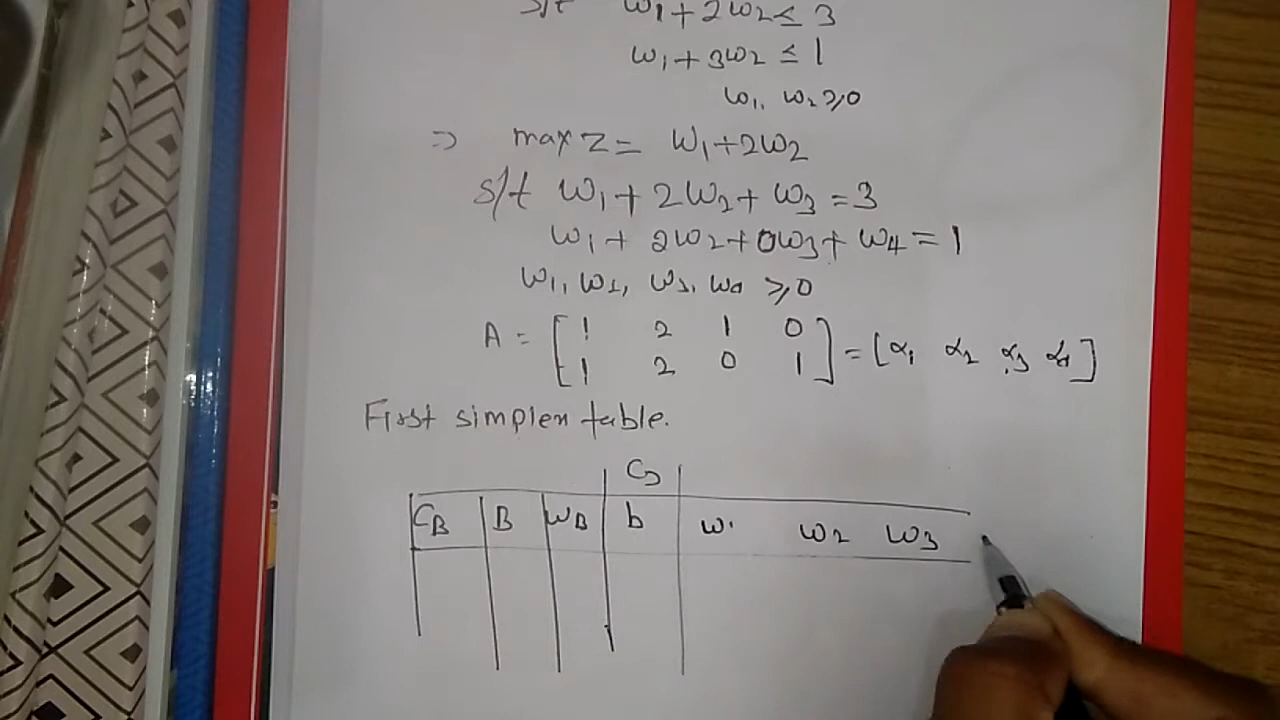 s/t w₁ + 2w₂ ≤ 3
w₁ + 3w₂ ≤ 1
w₁, w₂ ≥ 0
⇒ max Z = w₁ + 2w₂
s/t w₁ + 2w₂ + w₃ = 3
w₁ + 2w₂ + 0w₃ + w₄ = 1
w₁, w₂, w₃, w₄ ≥ 0
A = [1 2 1 0
1 2 0 1] = [α₁ α₂ α₃ α₄]
First simplex table.
Cj
CB B wB b w₁ w₂ w₃